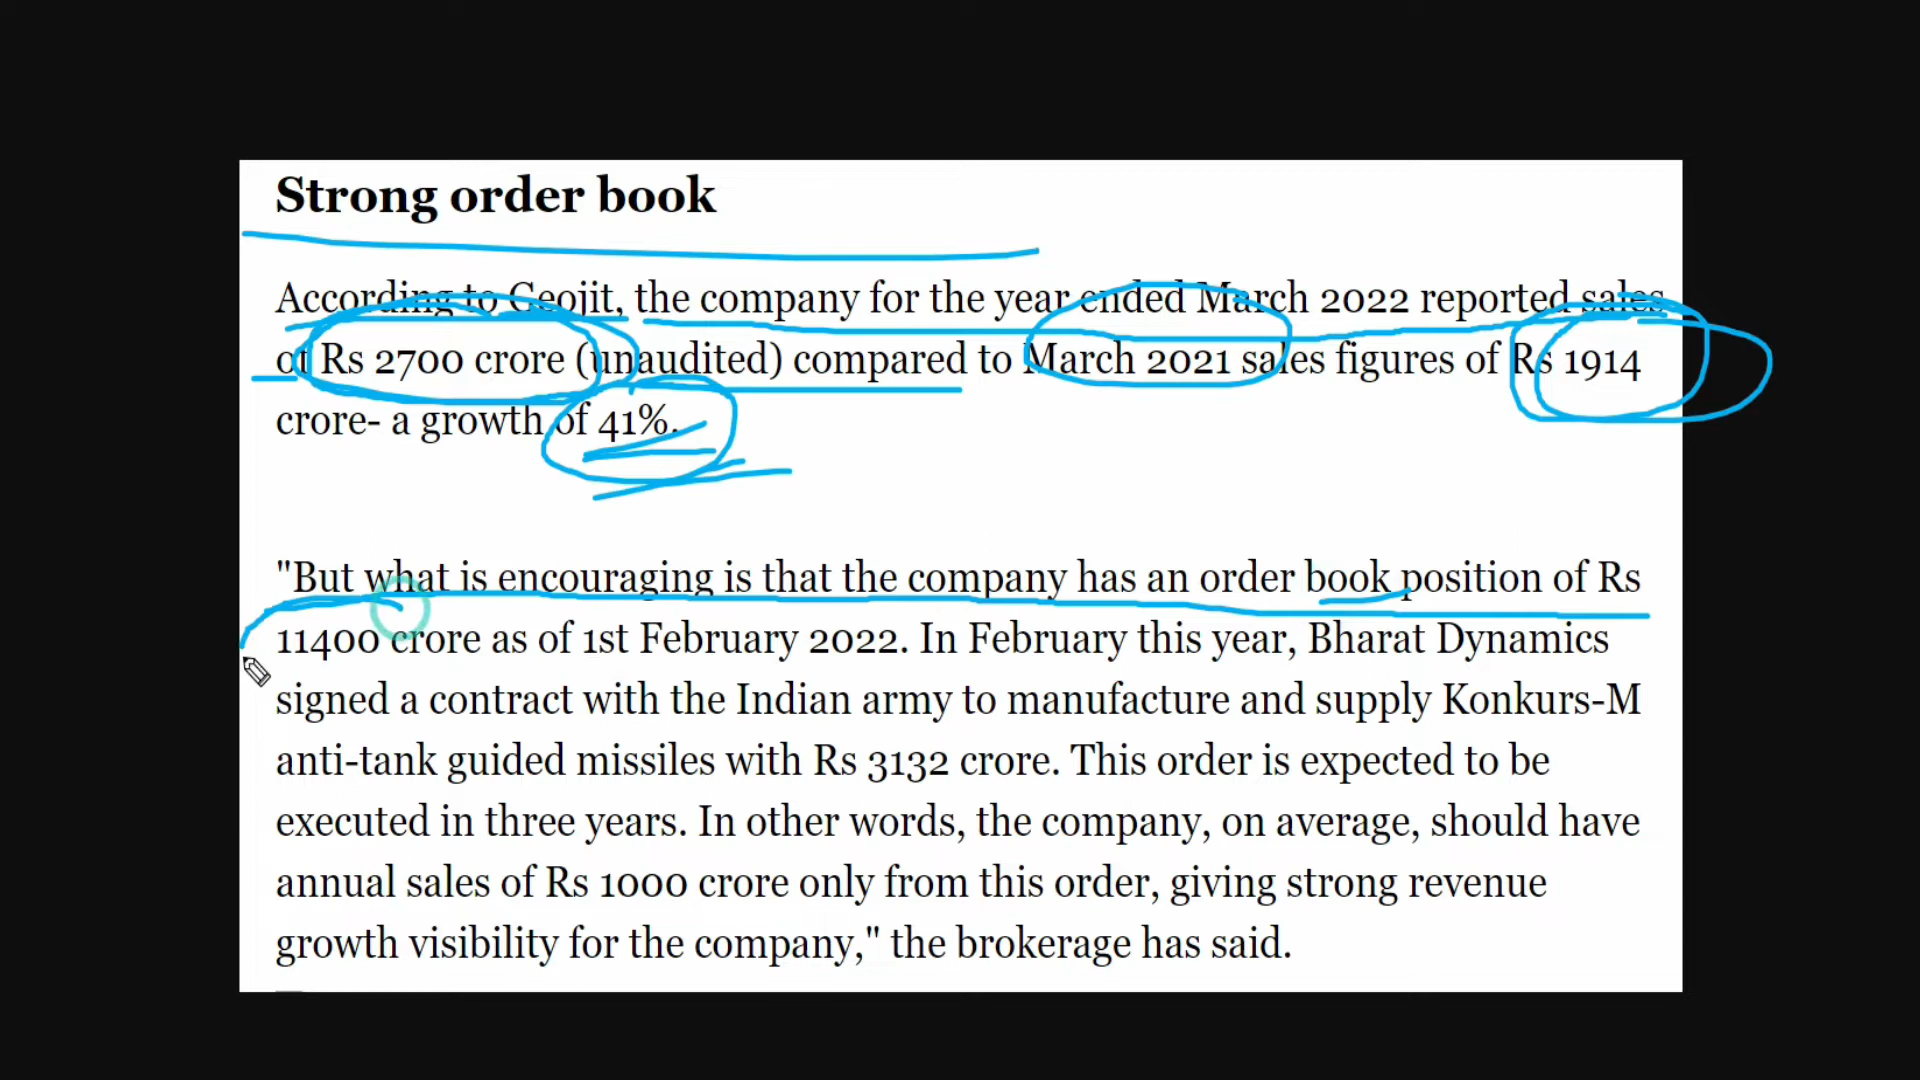 Strong order book
According to Geojit, the company for the year ended March 2022 reported sales
of Rs 2700 crore (unaudited) compared to March 2021 sales figures of Rs 1914
crore- a growth of 41%.
"But what is encouraging is that the company has an order book position of Rs
11400 crore as of 1st February 2022. In February this year, Bharat Dynamics
signed a contract with the Indian army to manufacture and supply Konkurs-M
anti-tank guided missiles with Rs 3132 crore. This order is expected to be
executed in three years. In other words, the company, on average, should have
annual sales of Rs 1000 crore only from this order, giving strong revenue
growth visibility for the company," the brokerage has said.